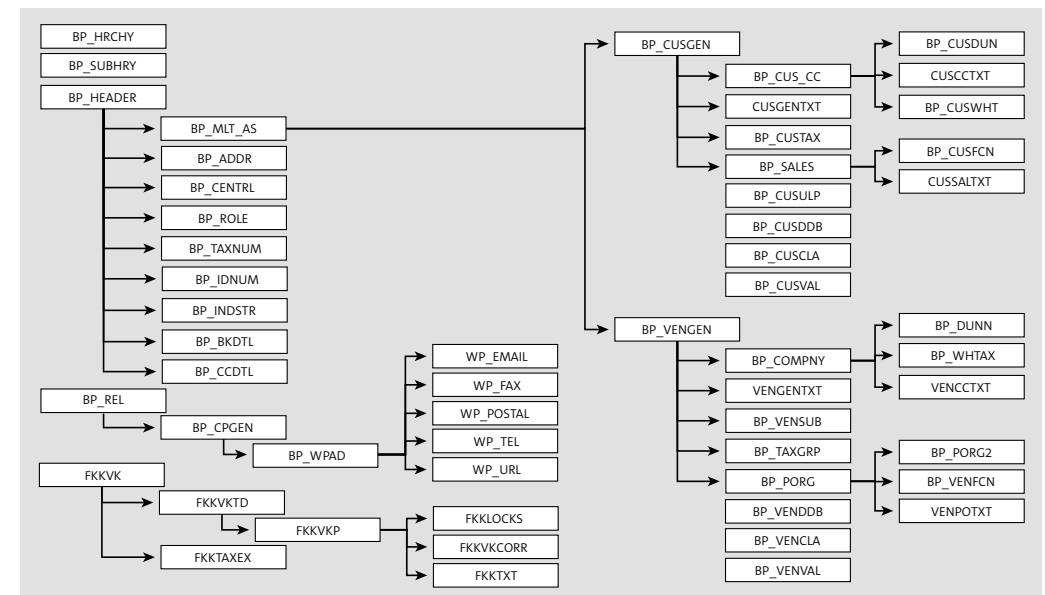 BP_HRCHY
BP_SUBHRY
BP_HEADER
BP_MLT_AS
BP_ADDR
BP_CENTRL
BP_ROLE
BP_TAXNUM
BP_IDNUM
BP_INDSTR
BP_BKDTL
BP_CCDTL
BP_REL
BP_CPGEN
BP_WPAD
WP_EMAIL
WP_FAX
WP_POSTAL
WP_TEL
WP_URL
FKKVK
FKKVKTD
FKKVKP
FKKTAXEX
FKKLOCKS
FKKVKCORR
FKKTXT
BP_CUSGEN
BP_CUS_CC
CUSGENTXT
BP_CUSTAX
BP_SALES
BP_CUSULP
BP_CUSDDB
BP_CUSCLA
BP_CUSVAL
BP_CUSDUN
CUSCCTXT
BP_CUSWHT
BP_CUSFCN
CUSSALTXT
BP_VENGEN
BP_COMPNY
VENGENTXT
BP_VENSUB
BP_TAXGRP
BP_PORG
BP_VENDDB
BP_VENCLA
BP_VENVAL
BP_DUNN
BP_WHTAX
VENCCTXT
BP_PORG2
BP_VENFCN
VENPOTXT